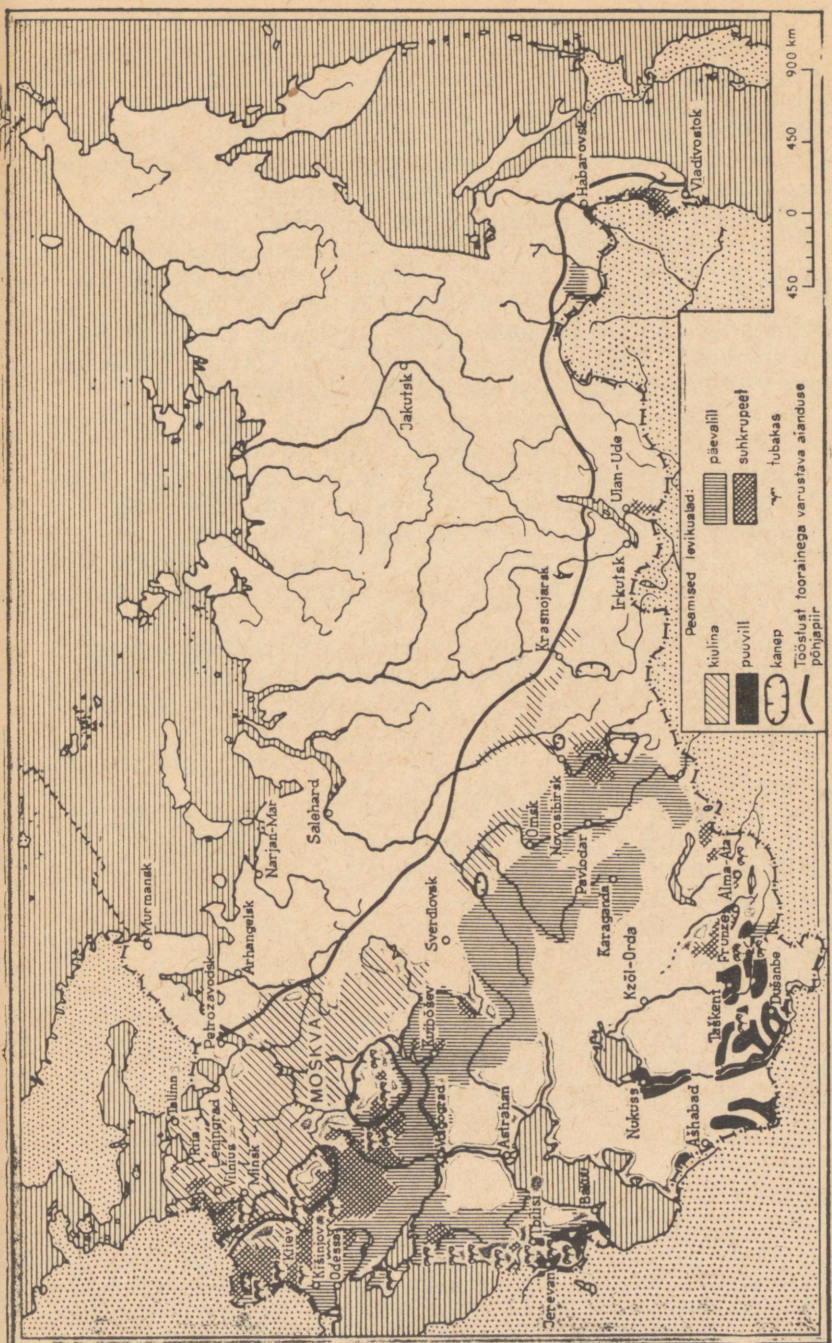 Murmansk
Petrozavodsk
Arhangelsk
Narjan-Mar
Salehard
Tallinn
Riia
Leningrad
Vilnius
Minsk
MOSKVA
Kiiev
Kišinjova
Odessa
Kuibõšev
Sverdlovsk
Volgograd
Astrahan
Omsk
Novosibirsk
Pavlodar
Karaganda
Kzõl-Orda
Alma-Ata
Frunze
Taškent
Dušanbe
Nukuss
Ašhabad
Tbilisi
Bakuu
Jerevan
Krasnojarsk
Irkutsk
Ulan-Ude
Jakutsk
Habarovsk
Vladivostok
Peamised levikualad:
kiulina
päevalill
puuvill
suhkrupeet
kanep
tubakas
Tööstust toorainega varustava aianduse
põhjapiir
450 0 450 900 km